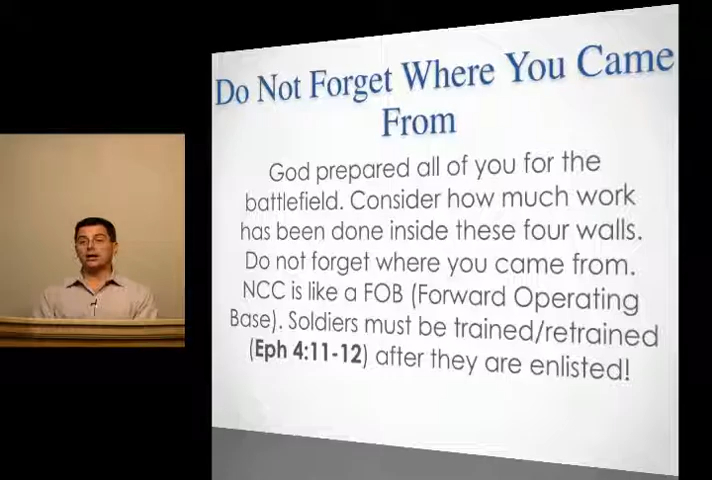 Do Not Forget Where You Came
From
God prepared all of you for the
battlefield. Consider how much work
has been done inside these four walls.
Do not forget where you came from.
NCC is like a FOB (Forward Operating
Base). Soldiers must be trained/retrained
(Eph 4:11-12) after they are enlisted!